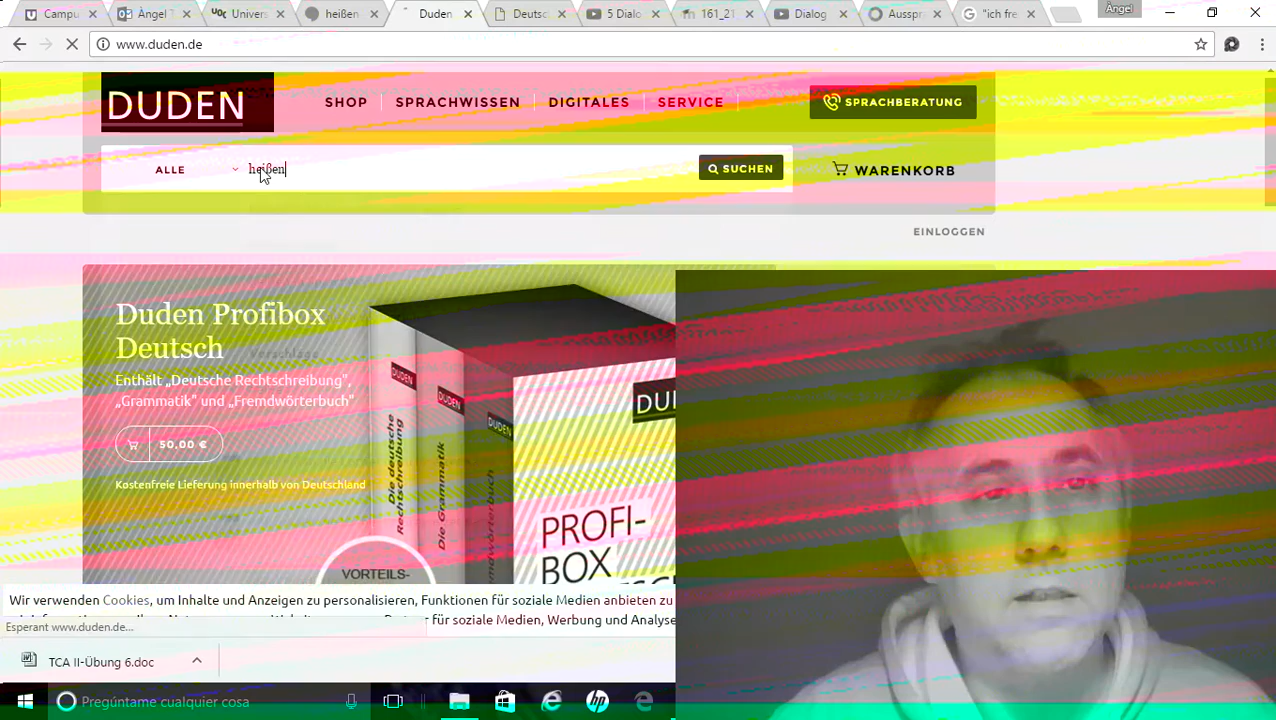 Campu
Àngel T
Univers
heißen
Duden
Deutsc
5 Dialo
161_21_
Dialog
Ausspr
"ich fre
Àngel
www.duden.de
DUDEN
SHOP
SPRACHWISSEN
DIGITALES
SERVICE
SPRACHBERATUNG
ALLE
heißen
SUCHEN
WARENKORB
EINLOGGEN
Duden Profibox
Deutsch
Vorschläge
Enthält „Deutsche Rechtschreibung",
„Grammatik" und „Fremdwörterbuch"
50,00 €
Kostenfreie Lieferung innerhalb von Deutschland
DUDEN
DUDEN
DUDEN
DU
Die deutsche
Rechtschreibung
Die Grammatik
PROFI-
BOX
VORTEILS-
Wir verwenden Cookies, um Inhalte und Anzeigen zu personalisieren, Funktionen für soziale Medien anbieten zu
für soziale Medien, Werbung und Analyse
Esperant www.duden.de...
TCA II-Übung 6.doc
Pregúntame cualquier cosa